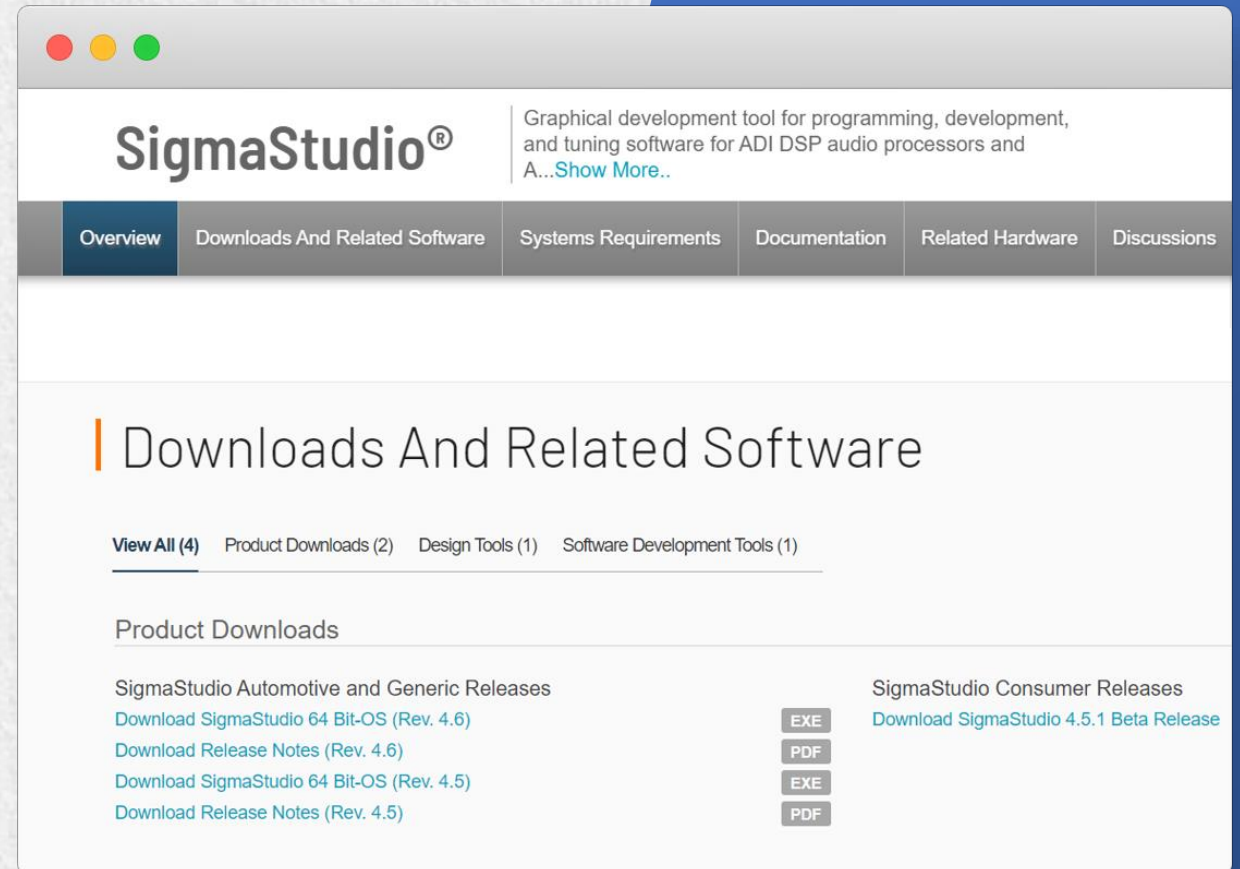 SigmaStudio®
Graphical development tool for programming, development,
and tuning software for ADI DSP audio processors and
A...Show More..
Overview Downloads And Related Software Systems Requirements Documentation Related Hardware Discussions
Downloads And Related Software
View All (4) Product Downloads (2) Design Tools (1) Software Development Tools (1)
Product Downloads
SigmaStudio Automotive and Generic Releases
Download SigmaStudio 64 Bit-OS (Rev. 4.6) EXE
Download Release Notes (Rev. 4.6) PDF
Download SigmaStudio 64 Bit-OS (Rev. 4.5) EXE
Download Release Notes (Rev. 4.5) PDF
SigmaStudio Consumer Releases
Download SigmaStudio 4.5.1 Beta Release